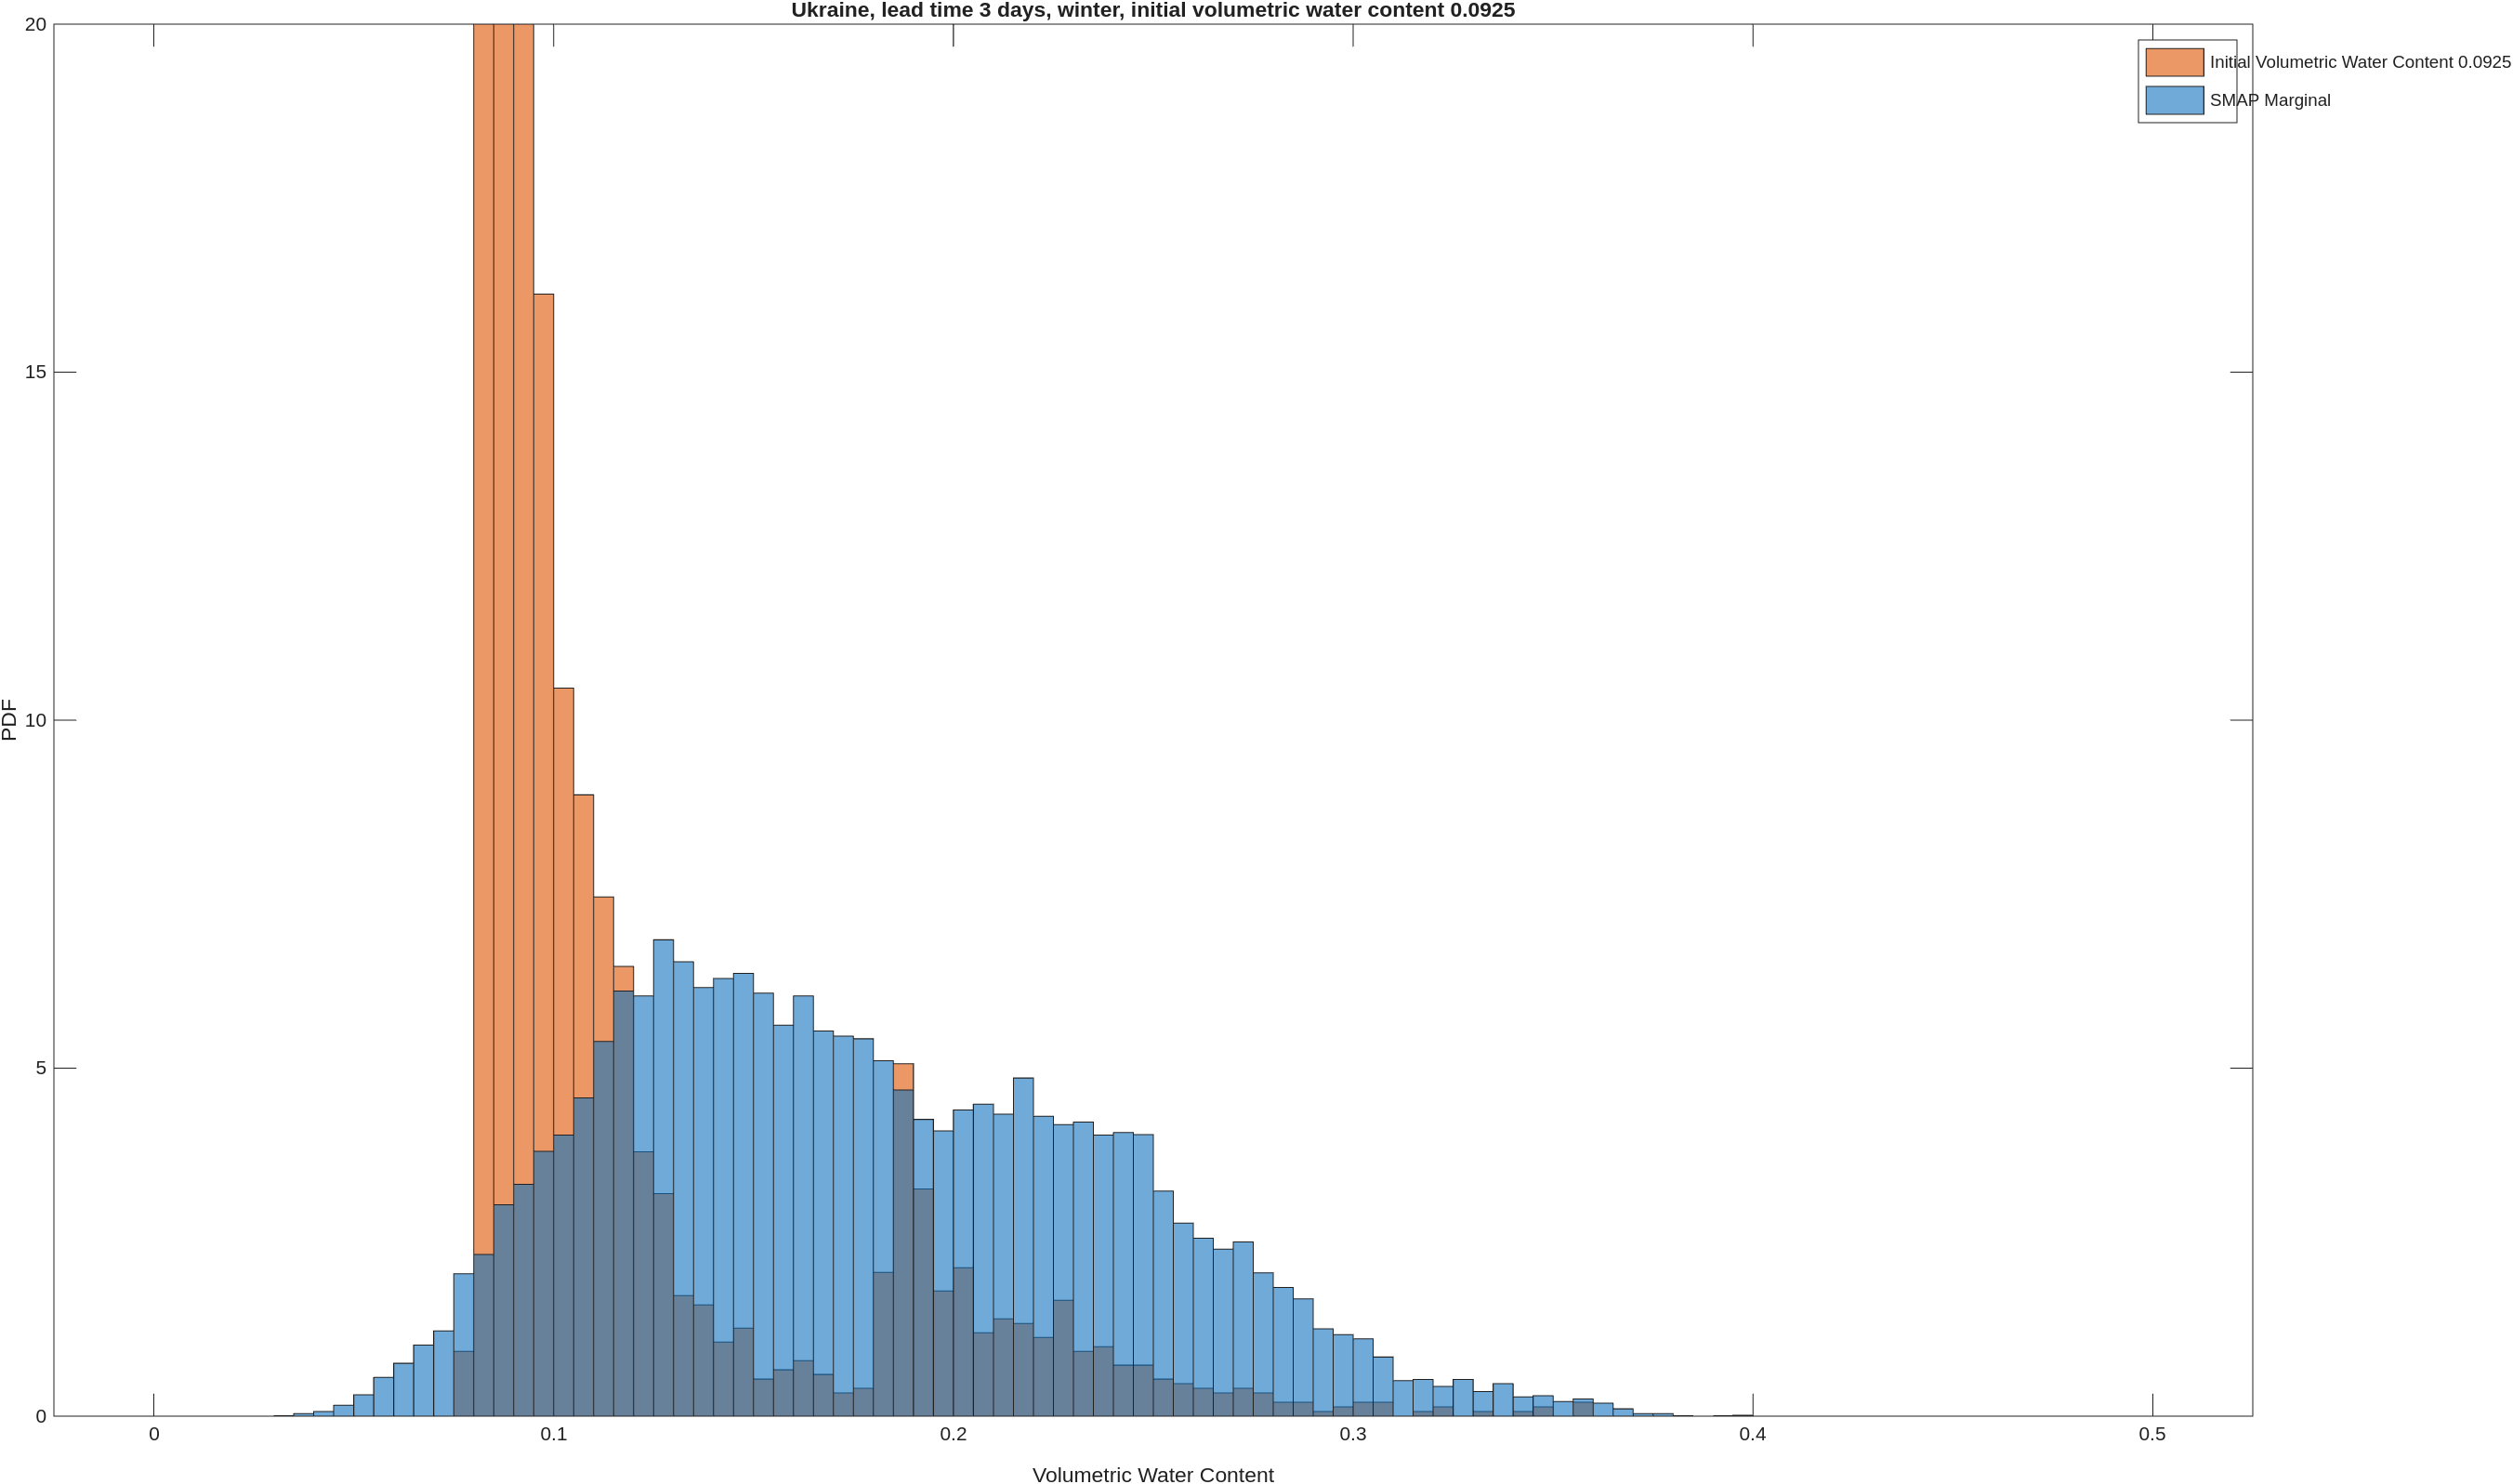 Ukraine, lead time 3 days, winter, initial volumetric water content 0.0925
Initial Volumetric Water Content 0.0925
SMAP Marginal
PDF
20
15
10
5
0
0 0.1 0.2 0.3 0.4 0.5
Volumetric Water Content